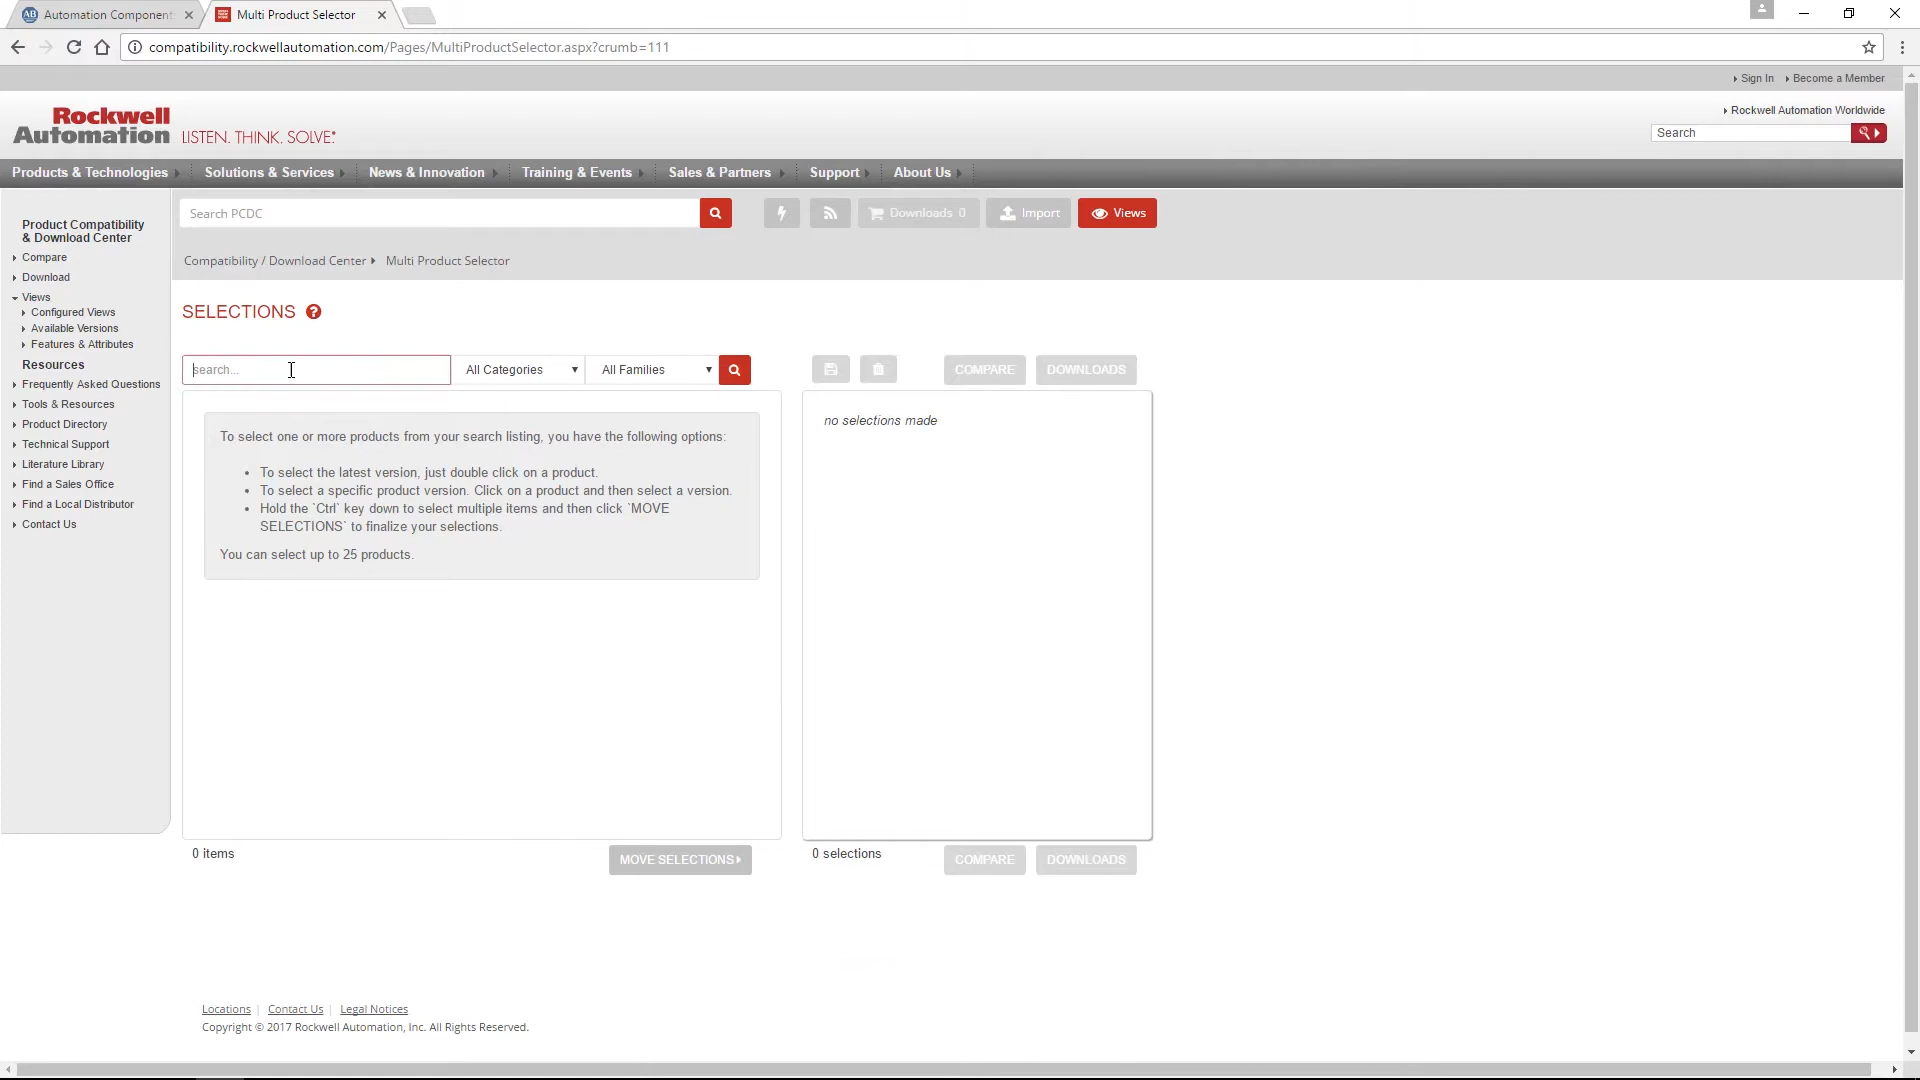 AB Automation Component
Multi Product Selector
compatibility.rockwellautomation.com/Pages/MultiProductSelector.aspx?crumb=111
Sign In
Become a Member
Rockwell
Automation
LISTEN. THINK. SOLVE.®
Rockwell Automation Worldwide
Search
Products & Technologies
Solutions & Services
News & Innovation
Training & Events
Sales & Partners
Support
About Us
Product Compatibility
& Download Center
Compare
Download
Views
Configured Views
Available Versions
Features & Attributes
Resources
Frequently Asked Questions
Tools & Resources
Product Directory
Technical Support
Literature Library
Find a Sales Office
Find a Local Distributor
Contact Us
Search PCDC
Downloads 0
Import
Views
Compatibility / Download Center
Multi Product Selector
SELECTIONS ?
search...
All Categories
All Families
COMPARE
DOWNLOADS
To select one or more products from your search listing, you have the following options:
• To select the latest version, just double click on a product.
• To select a specific product version. Click on a product and then select a version.
• Hold the `Ctrl` key down to select multiple items and then click `MOVE
SELECTIONS` to finalize your selections.
You can select up to 25 products.
no selections made
0 items
MOVE SELECTIONS
0 selections
COMPARE
DOWNLOADS
Locations | Contact Us | Legal Notices
Copyright © 2017 Rockwell Automation, Inc. All Rights Reserved.